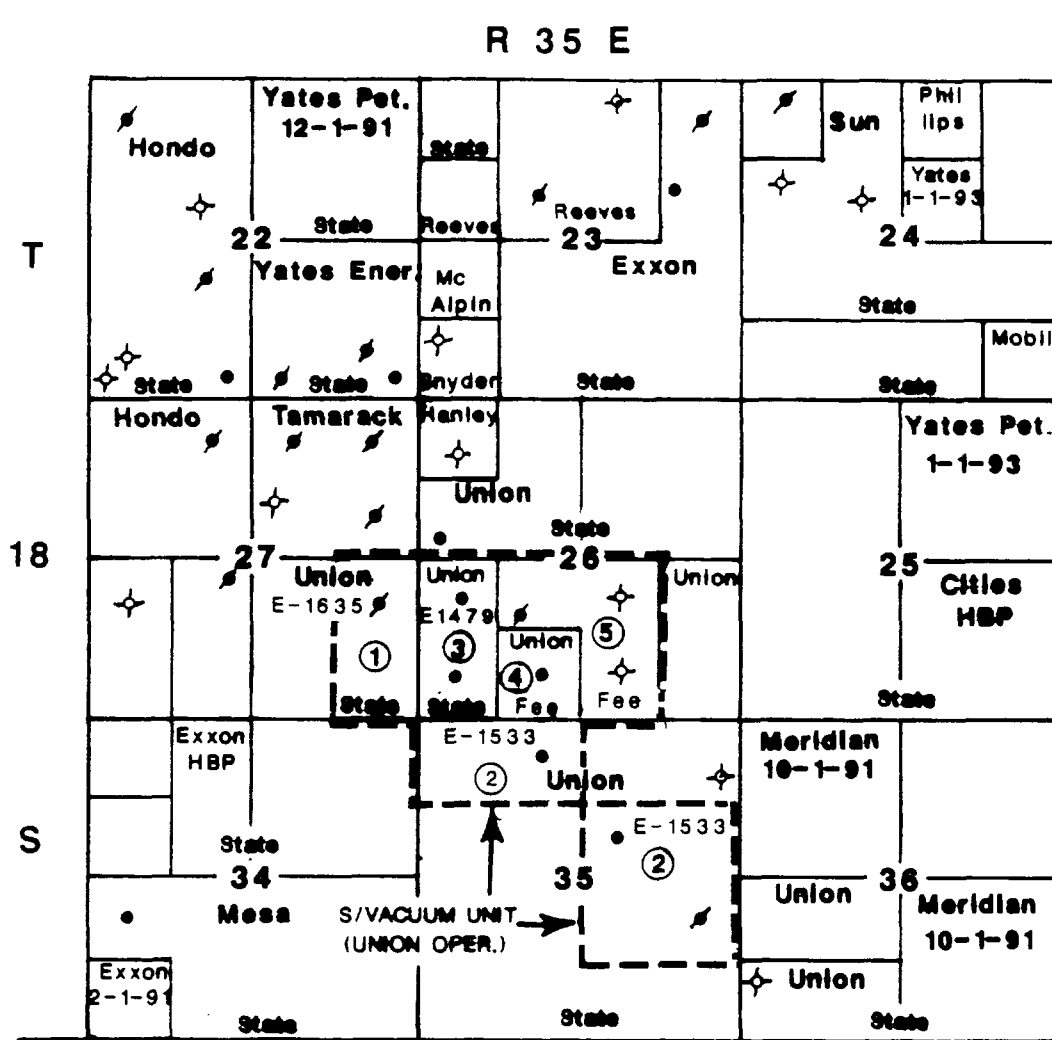 R 35 E
T
18
S
Hondo
Yates Pet.
12-1-91
State
22
State
Reeves
Reeves
23
Exxon
Sun
Phil
lips
Yates
1-1-93
24
State
Yates Ener.
Mc
Alpin
Mobil
State
State
Snyder
State
State
Hondo
Tamarack
Hanley
Union
State
Yates Pet.
1-1-93
27
26
25
Union
E-1635
Union
E1479
Union
Cities
HBP
1
3
4
5
Union
State
State
Fee
Fee
State
Exxon
HBP
E-1533
2
Union
Meridian
10-1-91
E-1533
2
State
34
35
36
Mesa
S/VACUUM UNIT
(UNION OPER.)
Union
Meridian
10-1-91
Exxon
2-1-91
Union
State
State
State